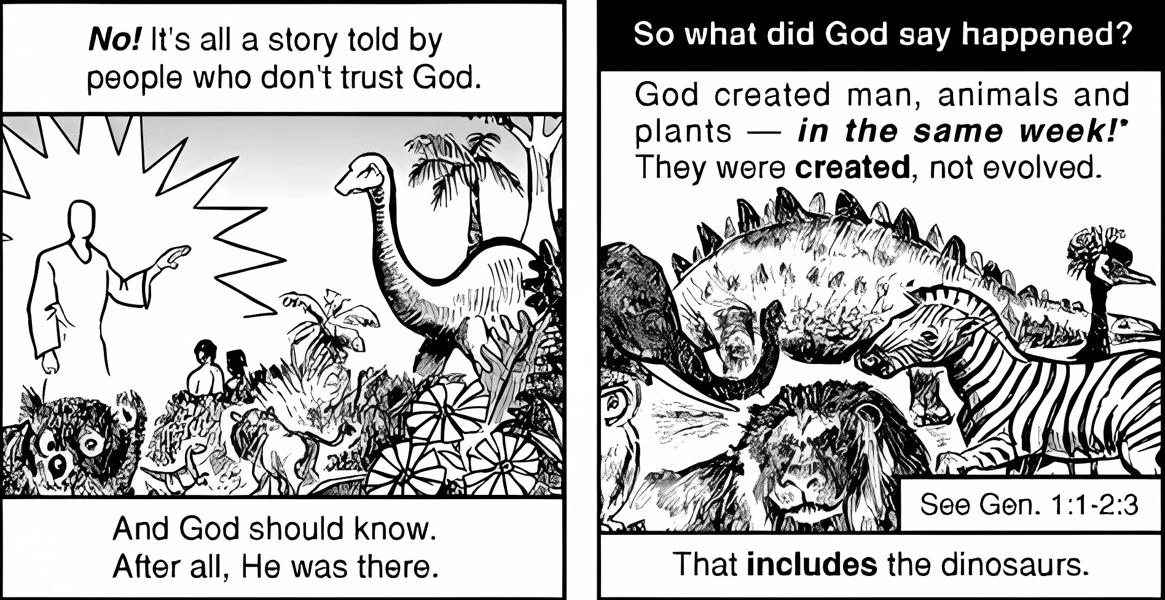 No! It's all a story told by
people who don't trust God.
And God should know.
After all, He was there.
So what did God say happened?
God created man, animals and
plants — in the same week!*
They were created, not evolved.
See Gen. 1:1-2:3
That includes the dinosaurs.